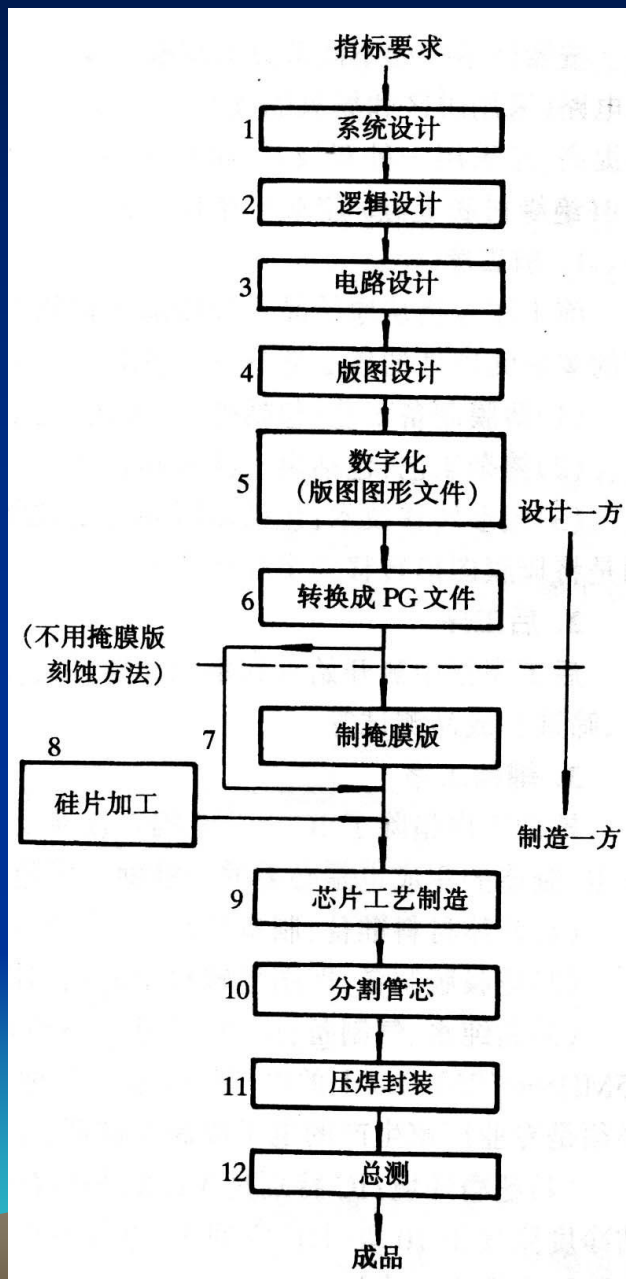 指标要求
1 系统设计
2 逻辑设计
3 电路设计
4 版图设计
5 数字化
(版图图形文件)
设计一方
6 转换成 PG 文件
(不用掩膜版
刻蚀方法)
7 制掩膜版
8
硅片加工
制造一方
9 芯片工艺制造
10 分割管芯
11 压焊封装
12 总测
成品